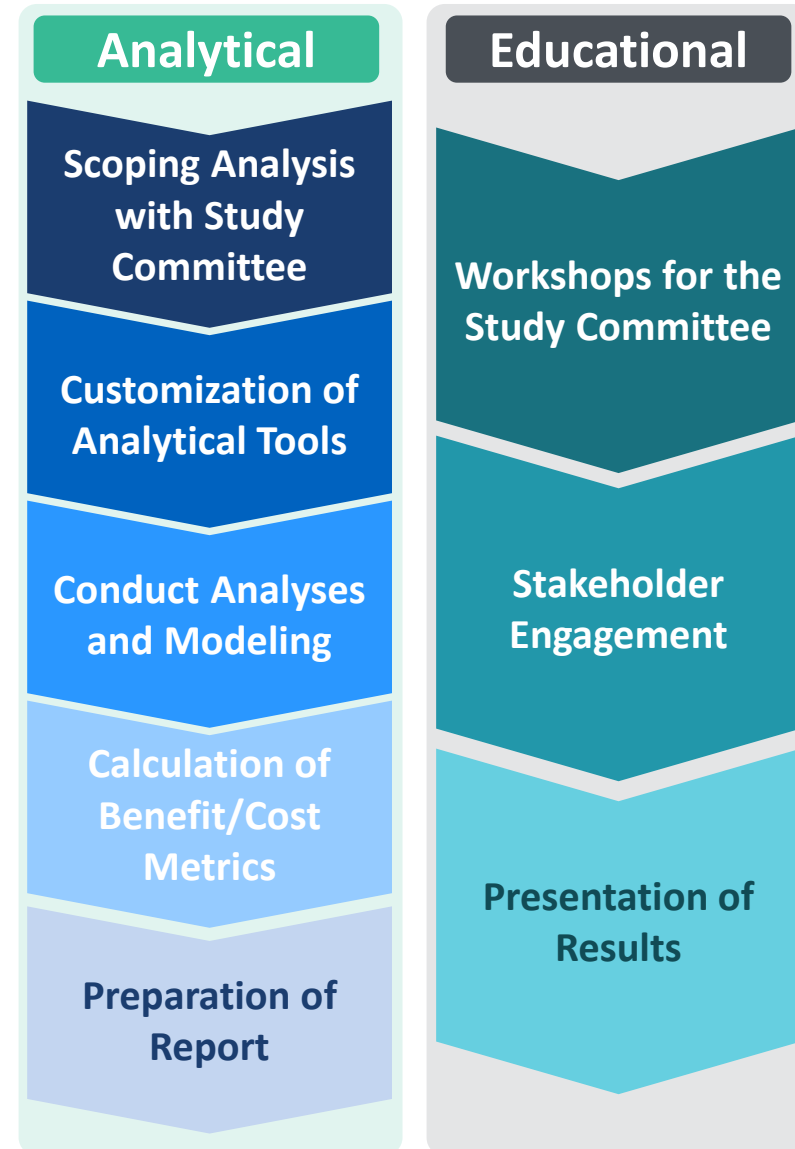 Analytical
Scoping Analysis
with Study
Committee
Customization of
Analytical Tools
Conduct Analyses
and Modeling
Calculation of
Benefit/Cost
Metrics
Preparation of
Report
Educational
Workshops for the
Study Committee
Stakeholder
Engagement
Presentation of
Results